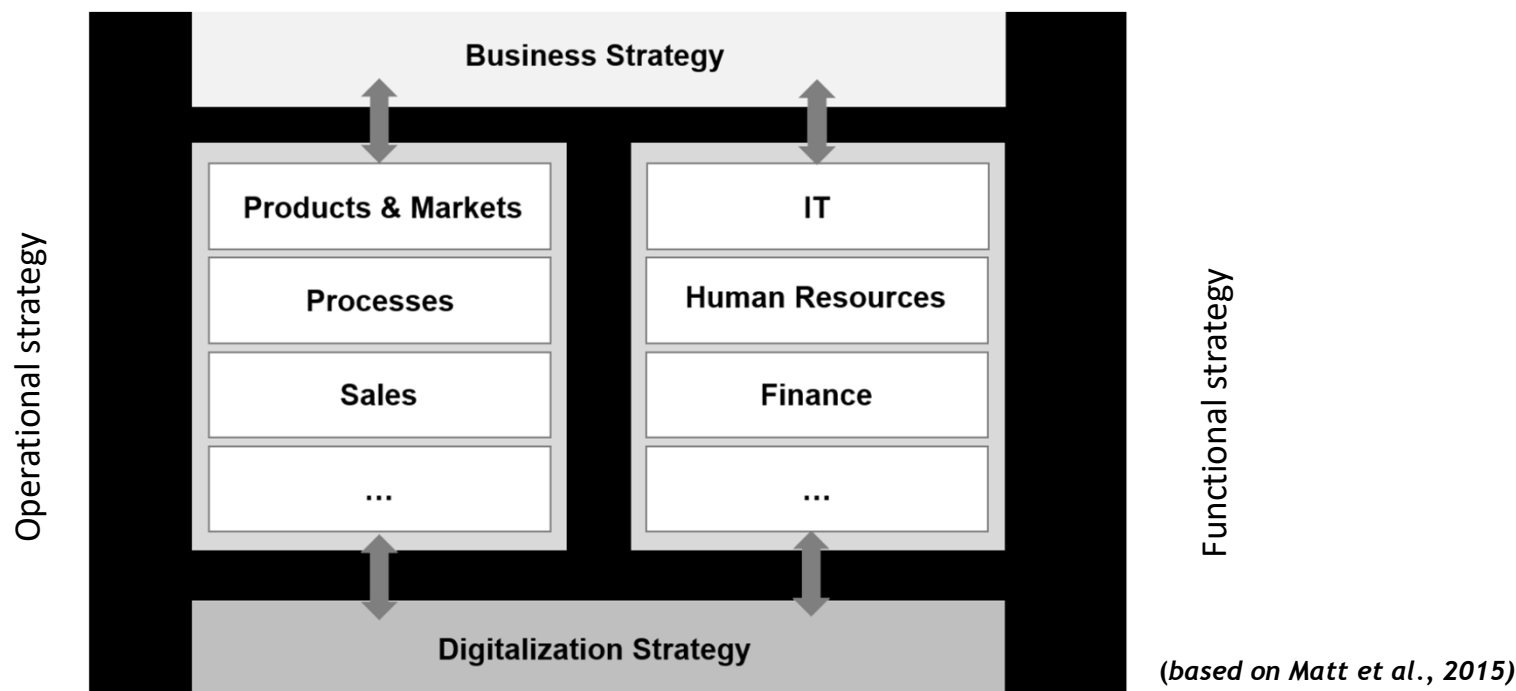 Business Strategy
Operational strategy
Products & Markets
Processes
Sales
...
IT
Human Resources
Finance
...
Functional strategy
Digitalization Strategy
(based on Matt et al., 2015)